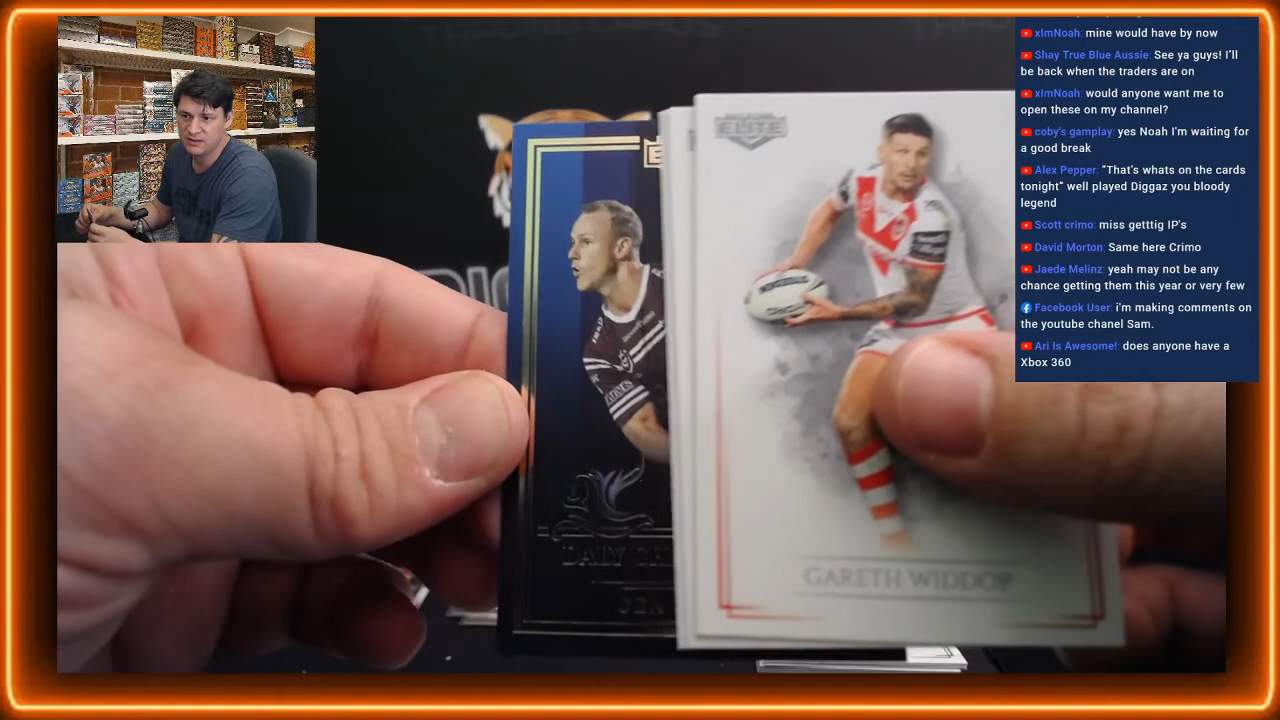 xImNoah: mine would have by now
Shay True Blue Aussie: See ya guys! I'll
be back when the traders are on
xImNoah: would anyone want me to
open these on my channel?
coby's gamplay: yes Noah I'm waiting for
a good break
Alex Pepper: “That's whats on the cards
tonight” well played Diggaz you bloody
legend
Scott crimo: miss getttig IP's
David Morton: Same here Crimo
Jaede Melinz: yeah may not be any
chance getting them this year or very few
Facebook User: i'm making comments on
the youtube chanel Sam.
Ari Is Awesome!: does anyone have a
Xbox 360
ELITE
GARETH WIDDOP
DALY CHE
SEA